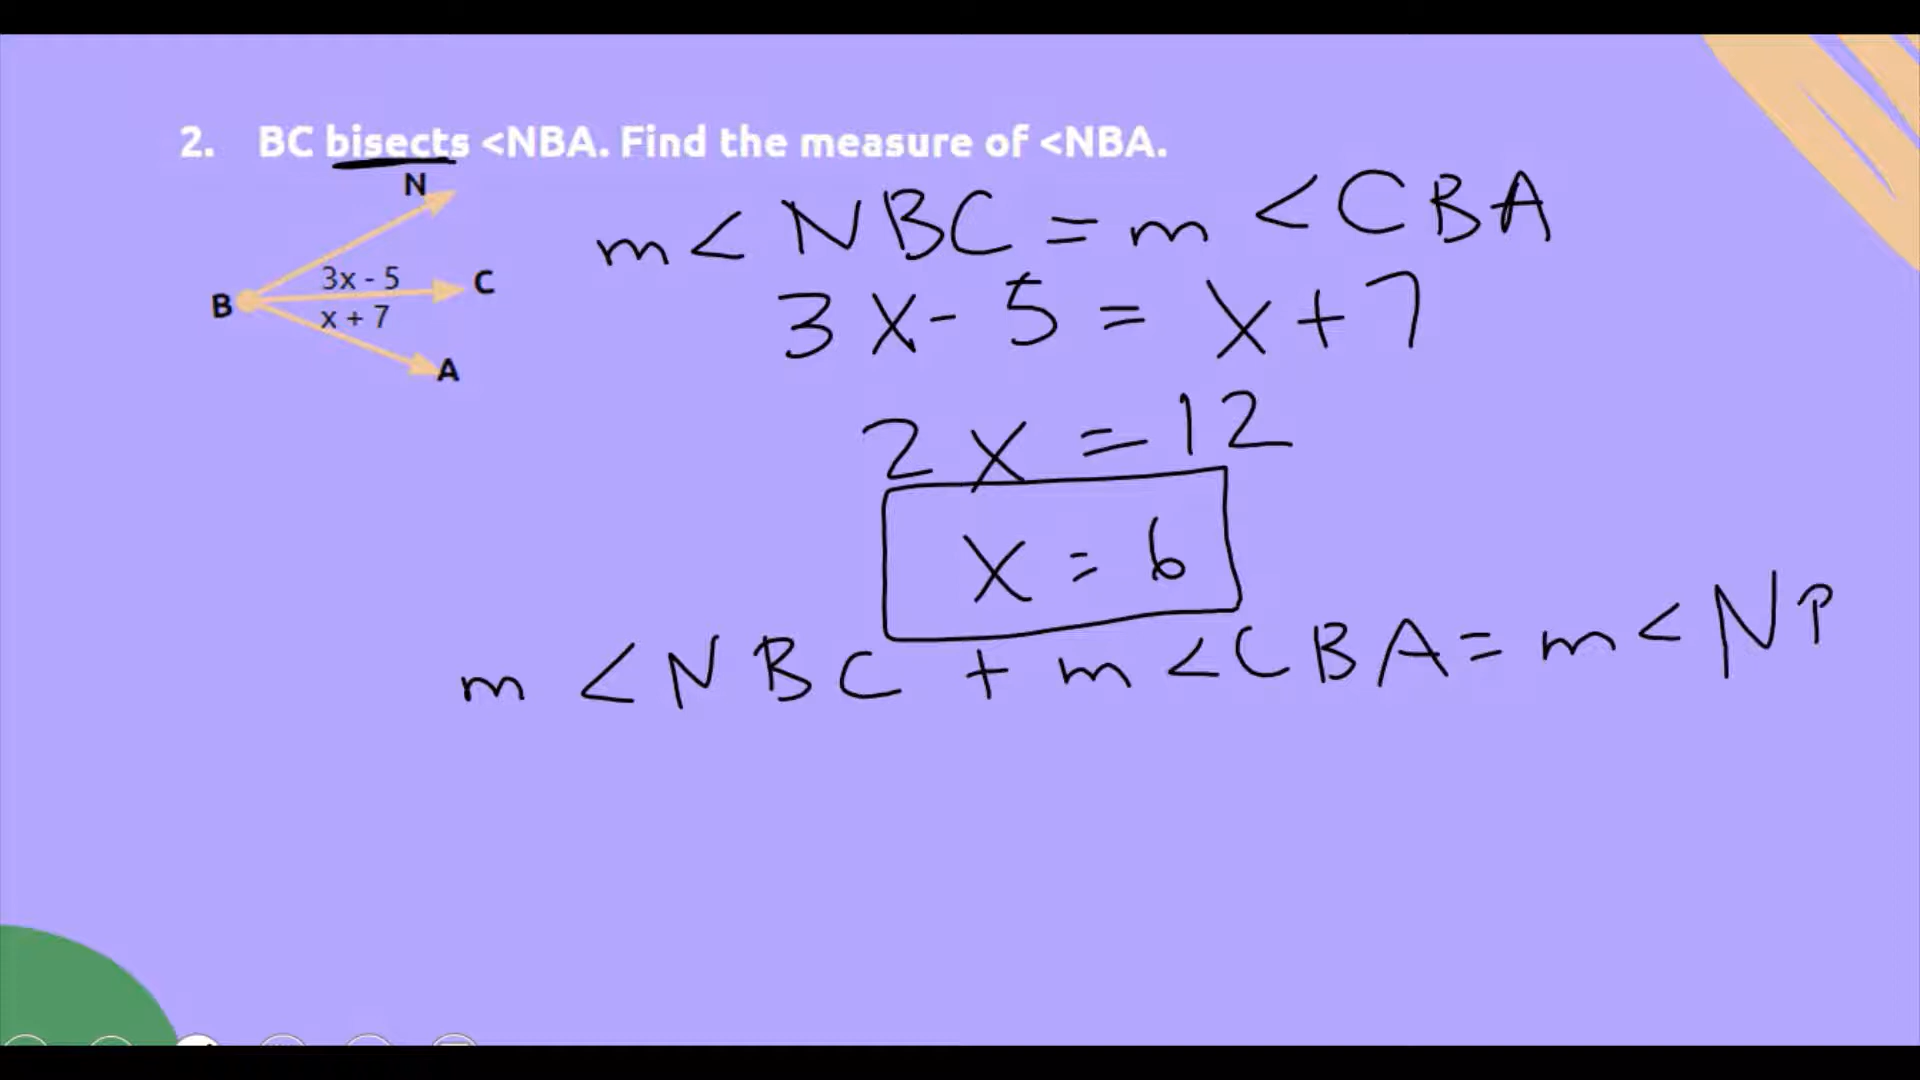 2. BC bisects <NBA. Find the measure of <NBA.
N
3x - 5
C
B
x + 7
A
m < NBC = m < CBA
3x - 5 = x + 7
2x = 12
x = 6
m < NBC + m < CBA = m < N